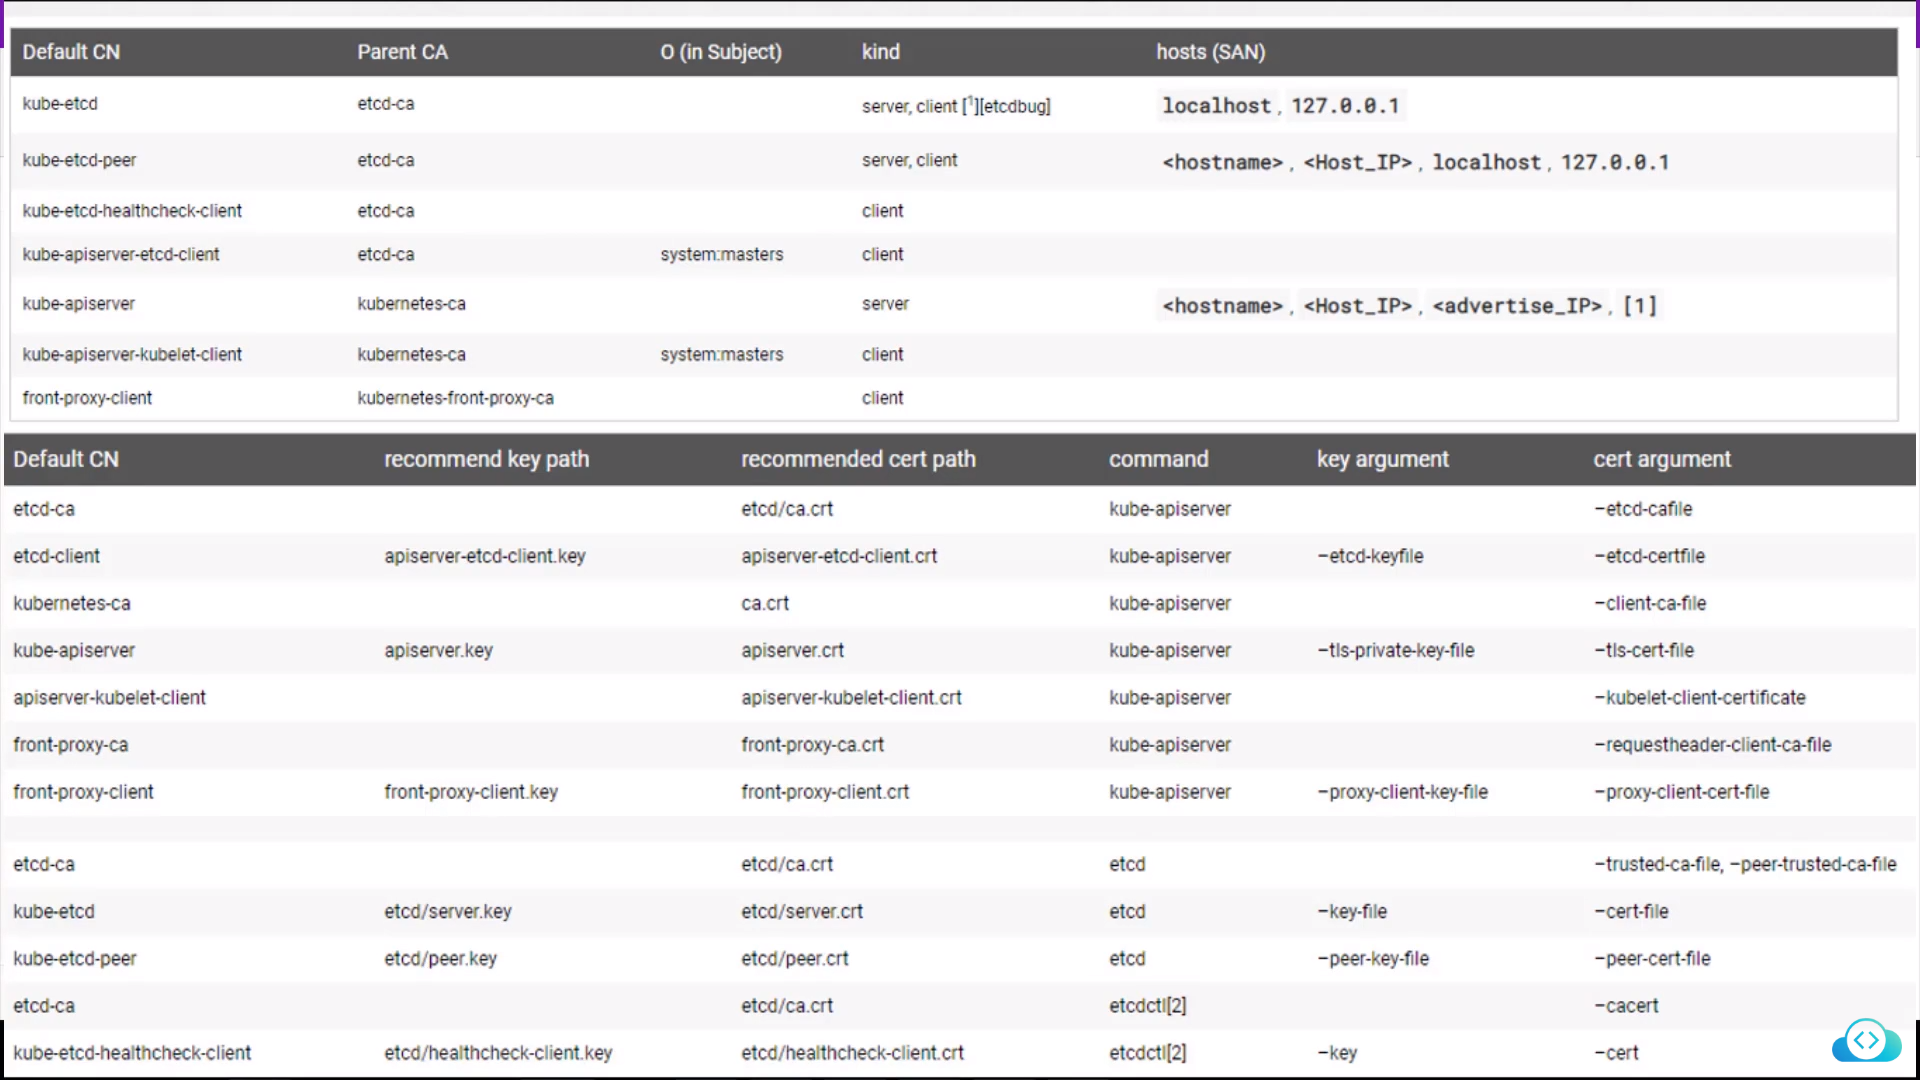 Default CN Parent CA O (in Subject) kind hosts (SAN)
kube-etcd etcd-ca server, client [1][etcdbug] localhost, 127.0.0.1
kube-etcd-peer etcd-ca server, client <hostname>, <Host_IP>, localhost, 127.0.0.1
kube-etcd-healthcheck-client etcd-ca client
kube-apiserver-etcd-client etcd-ca system:masters client
kube-apiserver kubernetes-ca server <hostname>, <Host_IP>, <advertise_IP>, [1]
kube-apiserver-kubelet-client kubernetes-ca system:masters client
front-proxy-client kubernetes-front-proxy-ca client
Default CN recommend key path recommended cert path command key argument cert argument
etcd-ca etcd/ca.crt kube-apiserver –etcd-cafile
etcd-client apiserver-etcd-client.key apiserver-etcd-client.crt kube-apiserver –etcd-keyfile –etcd-certfile
kubernetes-ca ca.crt kube-apiserver –client-ca-file
kube-apiserver apiserver.key apiserver.crt kube-apiserver –tls-private-key-file –tls-cert-file
apiserver-kubelet-client apiserver-kubelet-client.crt kube-apiserver –kubelet-client-certificate
front-proxy-ca front-proxy-ca.crt kube-apiserver –requestheader-client-ca-file
front-proxy-client front-proxy-client.key front-proxy-client.crt kube-apiserver –proxy-client-key-file –proxy-client-cert-file
etcd-ca etcd/ca.crt etcd –trusted-ca-file, –peer-trusted-ca-file
kube-etcd etcd/server.key etcd/server.crt etcd –key-file –cert-file
kube-etcd-peer etcd/peer.key etcd/peer.crt etcd –peer-key-file –peer-cert-file
etcd-ca etcd/ca.crt etcdctl[2] –cacert
kube-etcd-healthcheck-client etcd/healthcheck-client.key etcd/healthcheck-client.crt etcdctl[2] –key –cert